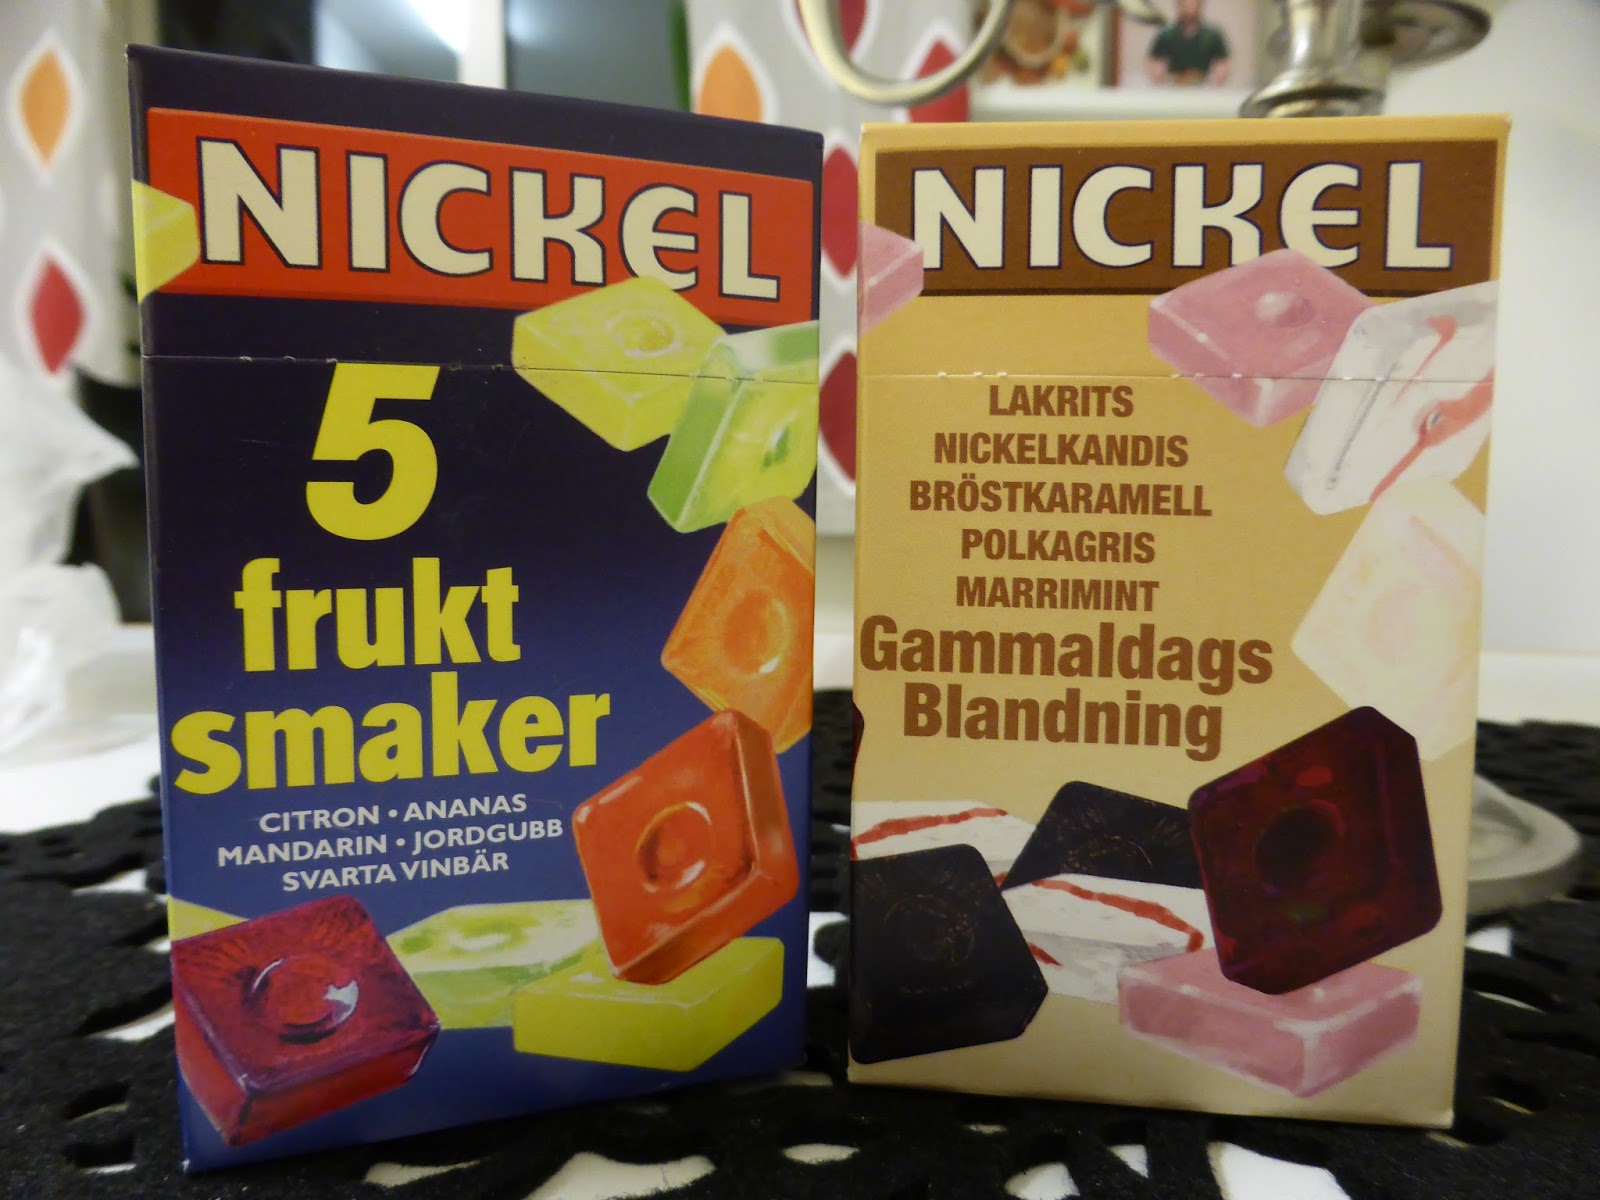 NICKEL
5
frukt
smaker
CITRON • ANANAS
MANDARIN • JORDGUBB
SVARTA VINBÄR
NICKEL
LAKRITS
NICKELKANDIS
BRÖSTKARAMELL
POLKAGRIS
MARRIMINT
Gammaldags
Blandning